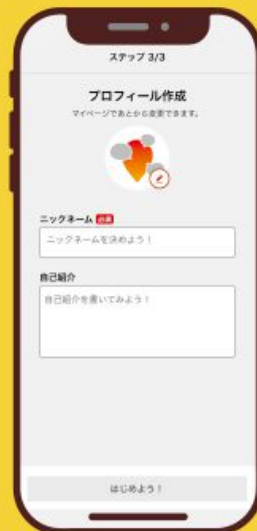 ステップ 3/3
プロフィール作成
マイページであとから変更できます。
ニックネーム 必須
ニックネームを決めよう！
自己紹介
自己紹介を書いてみよう！
はじめよう！